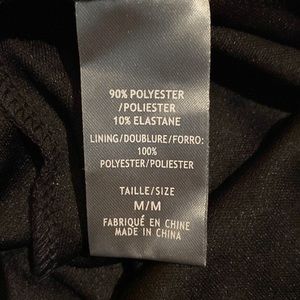 90% POLYESTER
/POLIESTER
10% ELASTANE
LINING/DOUBLURE/FORRO:
100%
POLYESTER/POLIESTER
TAILLE/SIZE
M/M
FABRIQUÉ EN CHINE
MADE IN CHINA